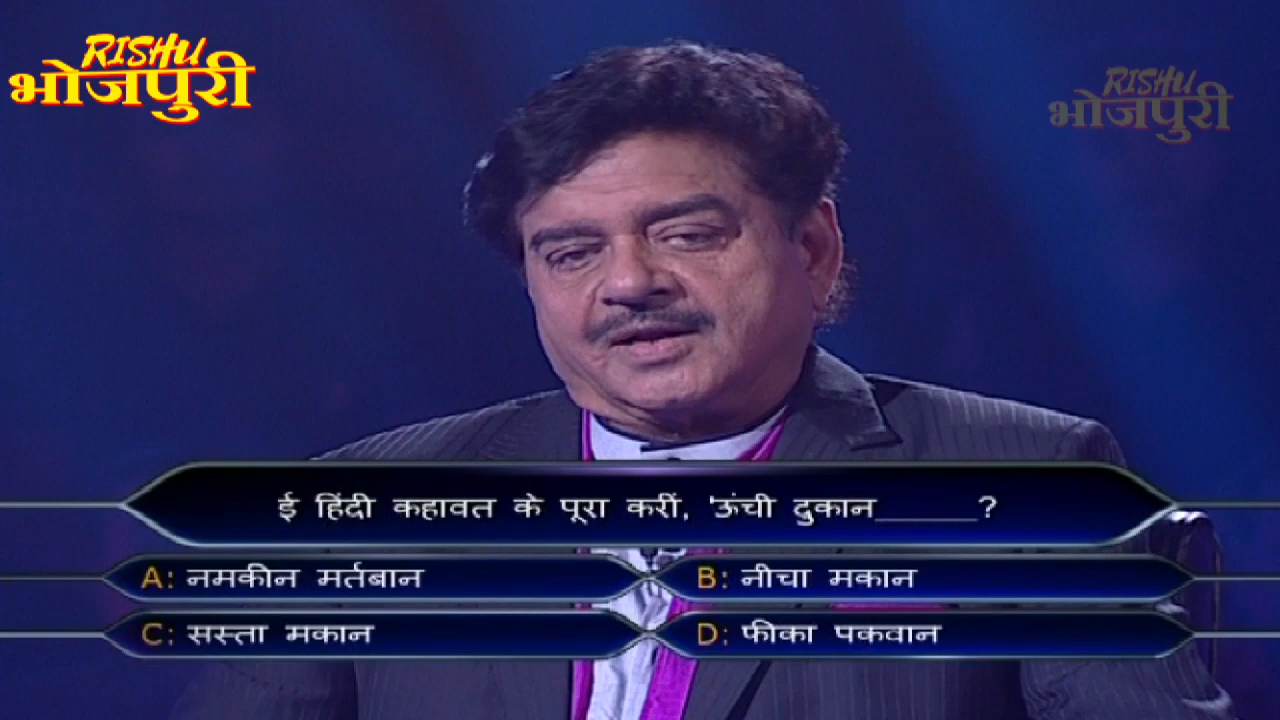 RISHU
भोजपुरी
RISHU
भोजपुरी
ई हिंदी कहावत के पूरा करीं, 'ऊंची दुकान______?
A: नमकीन मर्तबान
B: नीचा मकान
C: सस्ता मकान
D: फीका पकवान